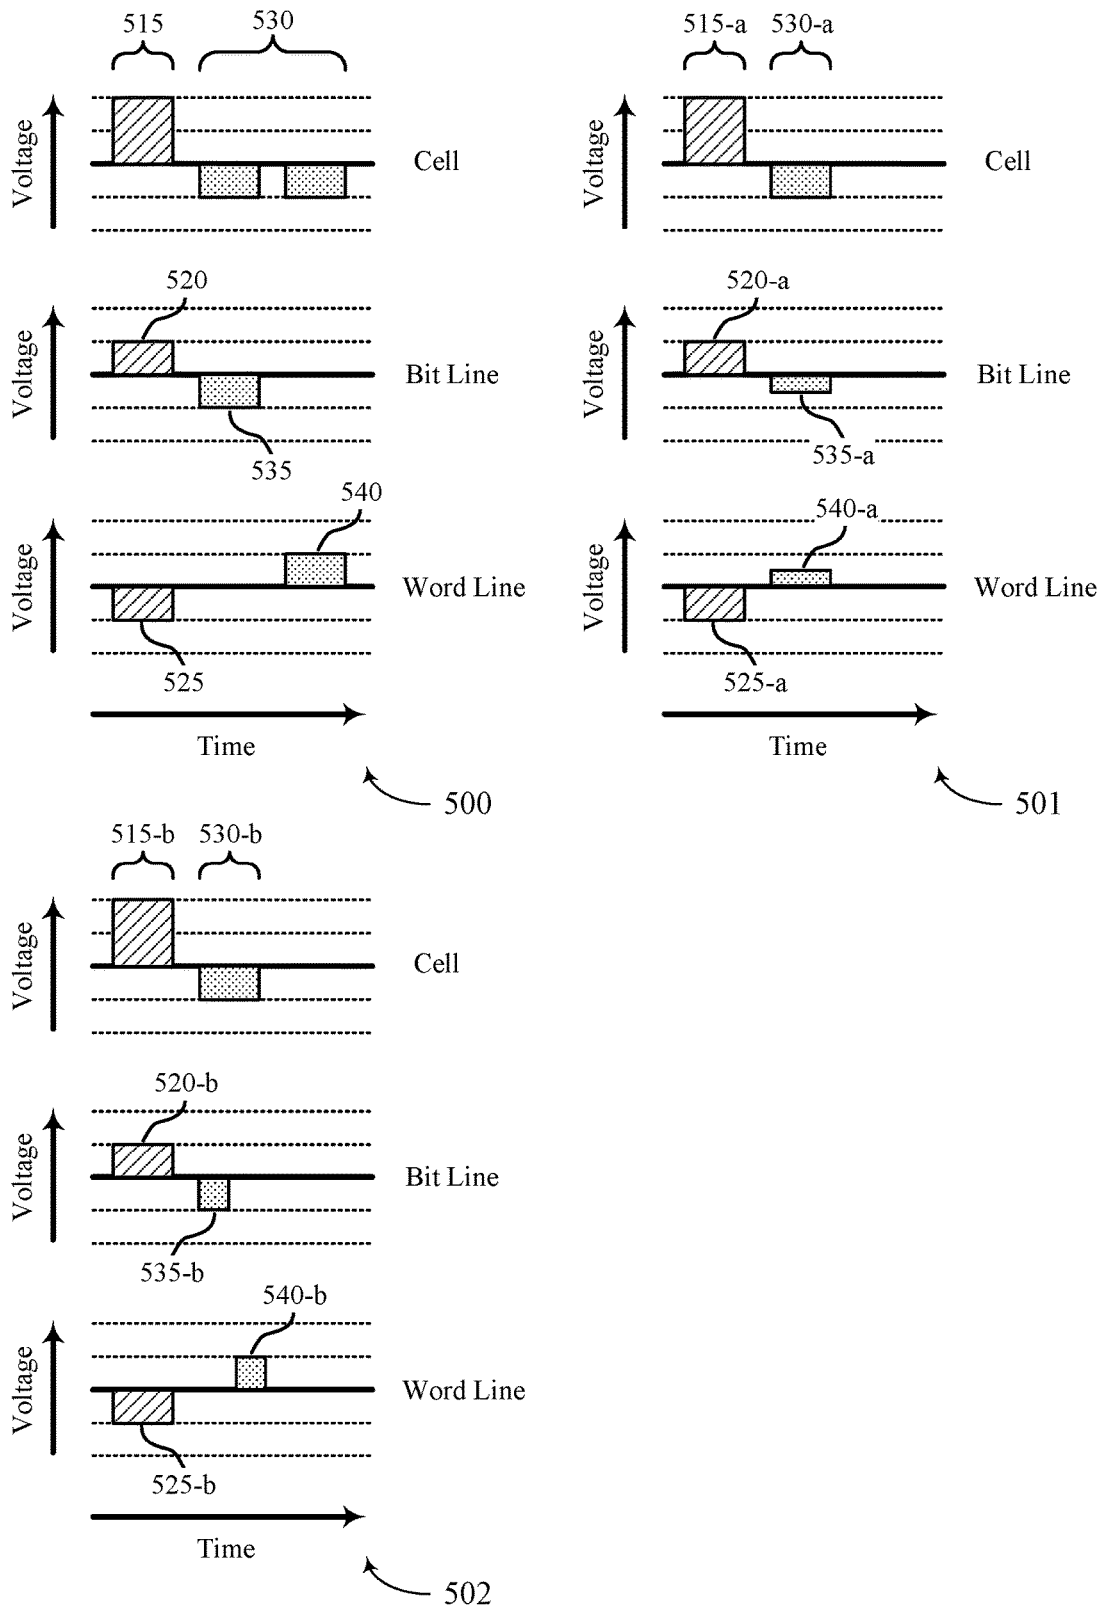 515 530
Voltage
Cell
520
Voltage
Bit Line
535
540
Voltage
Word Line
525
Time
500
515-a 530-a
Voltage
Cell
520-a
Voltage
Bit Line
535-a
540-a
Voltage
Word Line
525-a
Time
501
515-b 530-b
Voltage
Cell
520-b
Voltage
Bit Line
535-b
540-b
Voltage
Word Line
525-b
Time
502